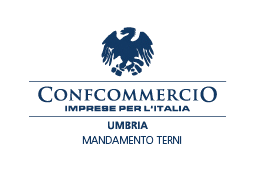 CONFCOMMERCIO
IMPRESE PER L'ITALIA
UMBRIA
MANDAMENTO TERNI